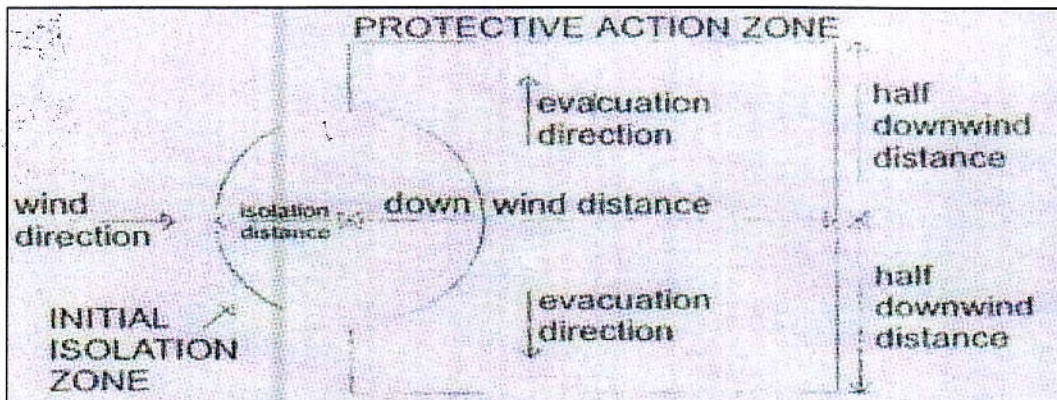 PROTECTIVE ACTION ZONE
evacuation
direction
half
downwind
distance
wind
direction
isolation
distance
down wind distance
evacuation
direction
half
downwind
distance
INITIAL
ISOLATION
ZONE